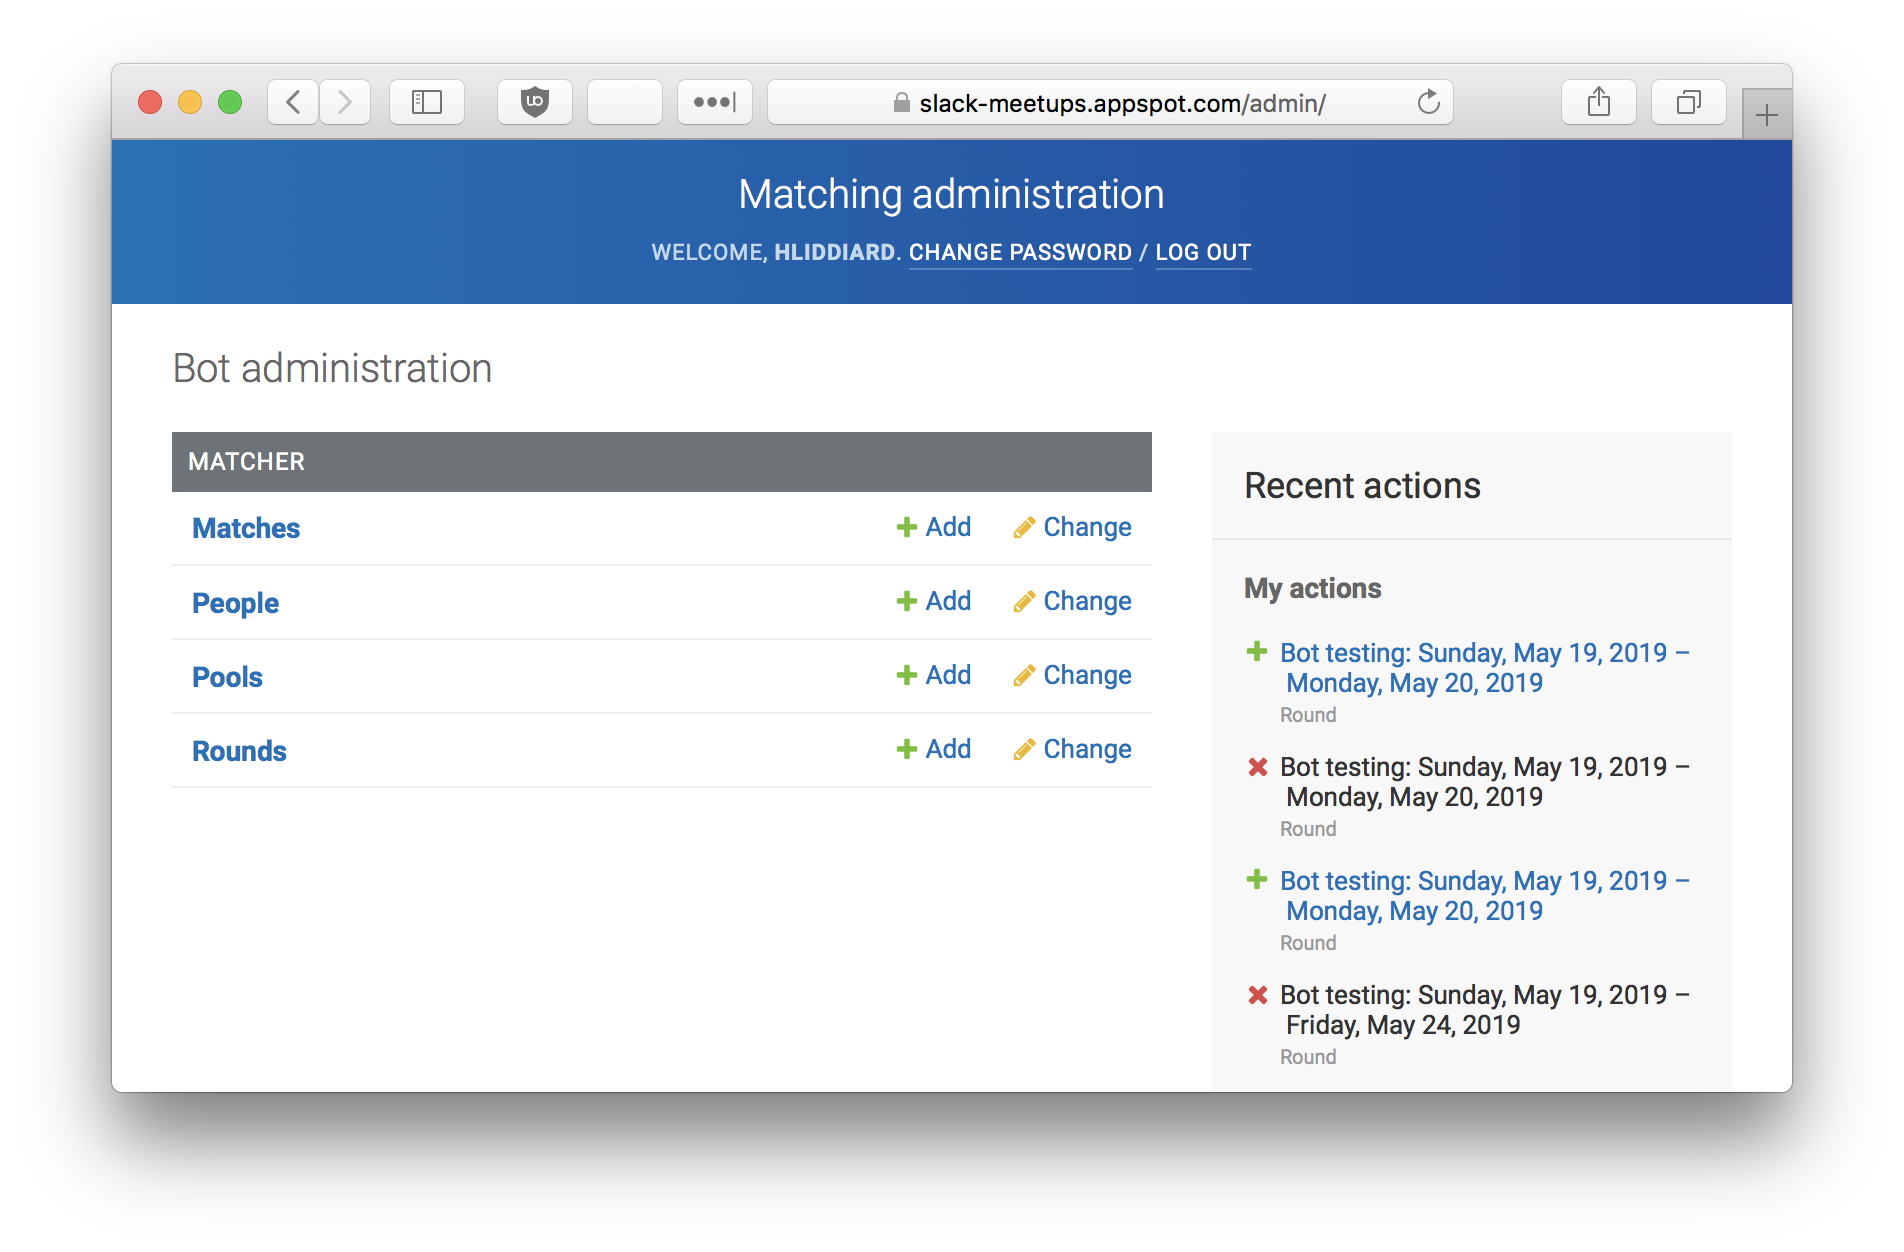 slack-meetups.appspot.com/admin/
Matching administration
WELCOME, HLIDDIARD. CHANGE PASSWORD / LOG OUT
Bot administration
MATCHER
Matches Add Change
People Add Change
Pools Add Change
Rounds Add Change
Recent actions
My actions
Bot testing: Sunday, May 19, 2019 –
Monday, May 20, 2019
Round
Bot testing: Sunday, May 19, 2019 –
Monday, May 20, 2019
Round
Bot testing: Sunday, May 19, 2019 –
Monday, May 20, 2019
Round
Bot testing: Sunday, May 19, 2019 –
Friday, May 24, 2019
Round